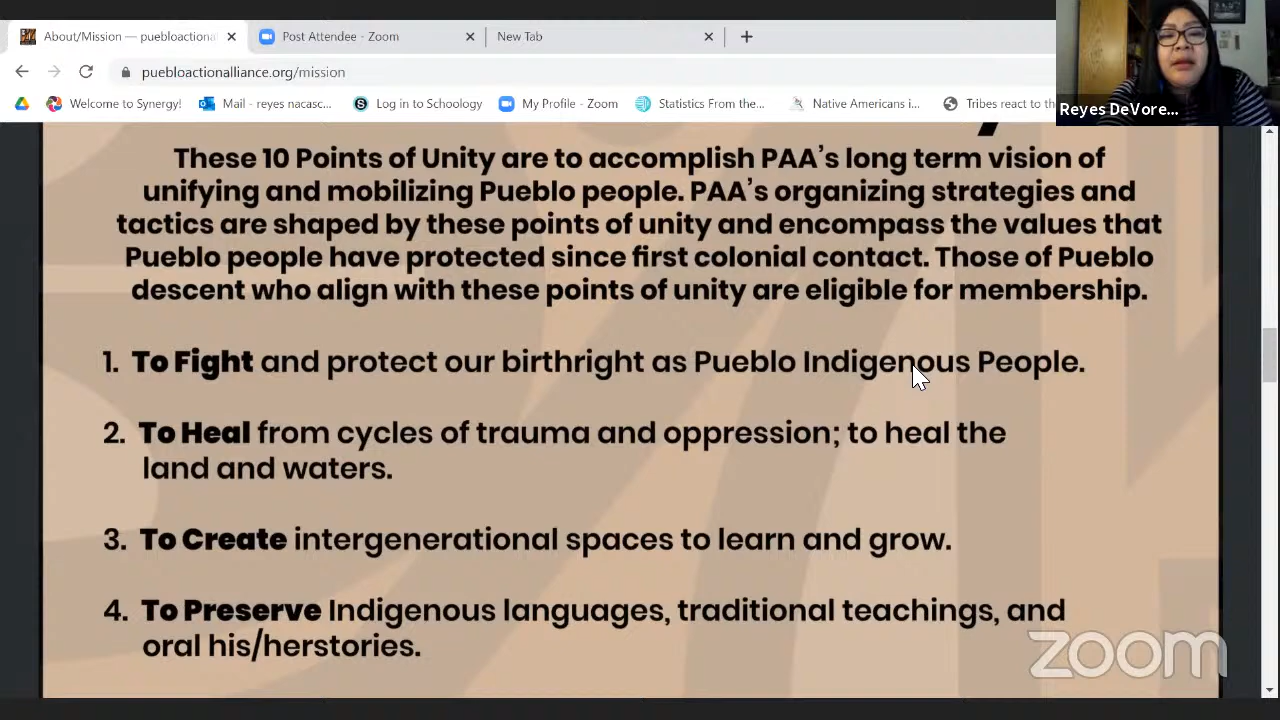 About/Mission — puebloactional
Post Attendee - Zoom
New Tab
puebloactionalliance.org/mission
Welcome to Synergy!
Mail - reyes nacasc...
Log in to Schoology
My Profile - Zoom
Statistics From the...
Native Americans i...
Tribes react to the
Reyes DeVore...
These 10 Points of Unity are to accomplish PAA's long term vision of
unifying and mobilizing Pueblo people. PAA's organizing strategies and
tactics are shaped by these points of unity and encompass the values that
Pueblo people have protected since first colonial contact. Those of Pueblo
descent who align with these points of unity are eligible for membership.
1. To Fight and protect our birthright as Pueblo Indigenous People.
2. To Heal from cycles of trauma and oppression; to heal the
land and waters.
3. To Create intergenerational spaces to learn and grow.
4. To Preserve Indigenous languages, traditional teachings, and
oral his/herstories.
zoom